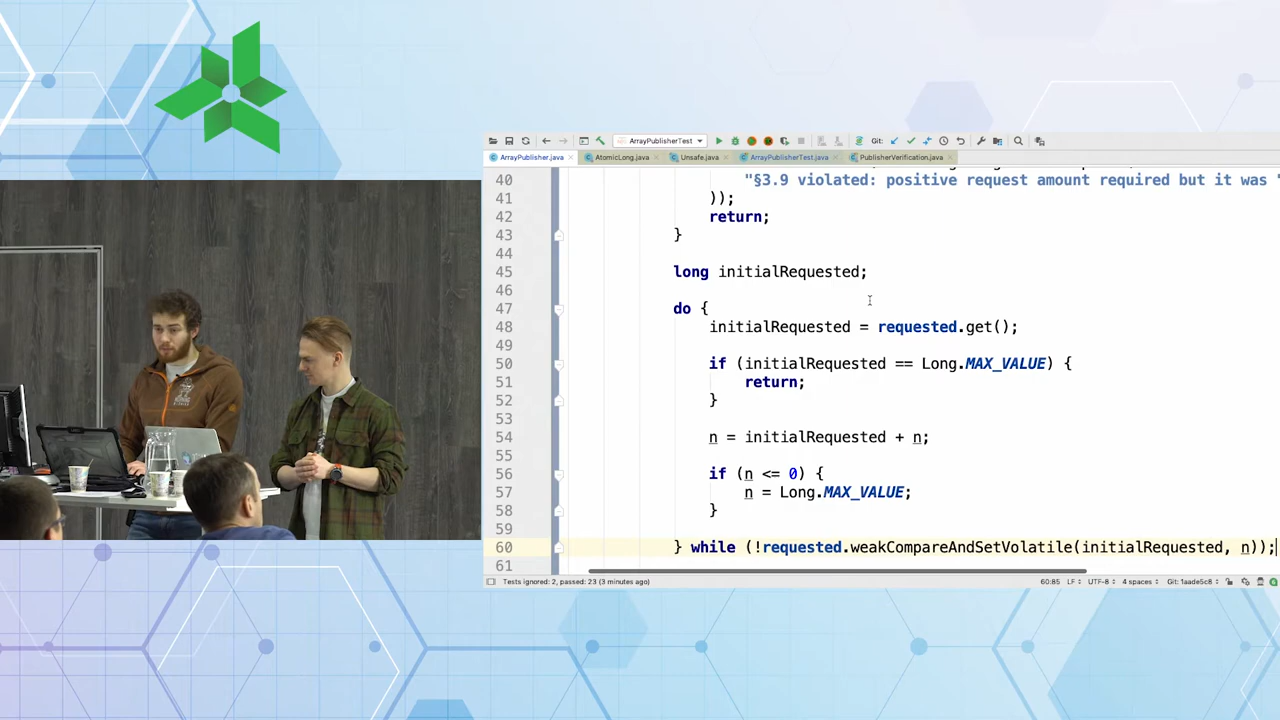 ArrayPublisherTest
Git:
ArrayPublisher.java
AtomicLong.java
Unsafe.java
ArrayPublisherTest.java
PublisherVerification.java
40 "§3.9 violated: positive request amount required but it was "
41 ));
42 return;
43 }
44
45 long initialRequested;
46
47 do {
48 initialRequested = requested.get();
49
50 if (initialRequested == Long.MAX_VALUE) {
51 return;
52 }
53
54 n = initialRequested + n;
55
56 if (n <= 0) {
57 n = Long.MAX_VALUE;
58 }
59
60 } while (!requested.weakCompareAndSetVolatile(initialRequested, n));
61
Tests ignored: 2, passed: 23 (3 minutes ago) 60:85 LF UTF-8 4 spaces Git: 1aade5c8